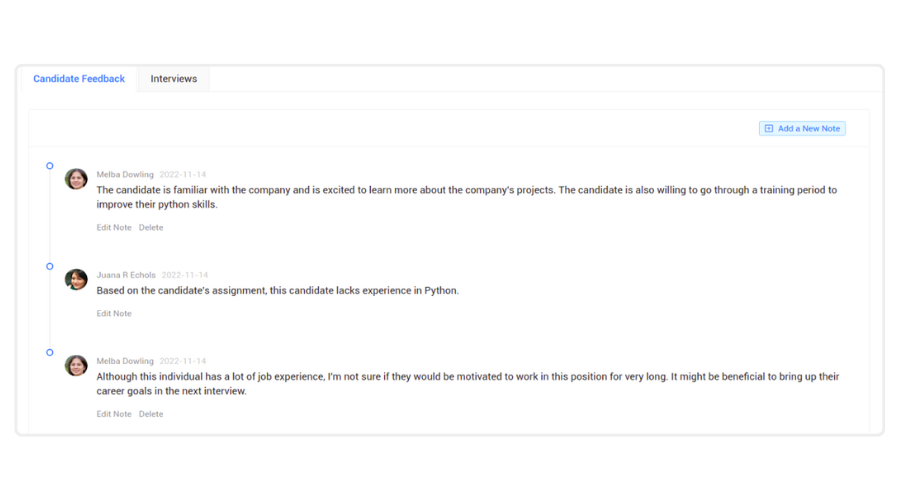 Candidate Feedback Interviews
Add a New Note
Melba Dowling 2022-11-14
The candidate is familiar with the company and is excited to learn more about the company's projects. The candidate is also willing to go through a training period to
improve their python skills.
Edit Note Delete
Juana R Echols 2022-11-14
Based on the candidate's assignment, this candidate lacks experience in Python.
Edit Note
Melba Dowling 2022-11-14
Although this individual has a lot of job experience, I'm not sure if they would be motivated to work in this position for very long. It might be beneficial to bring up their
career goals in the next interview.
Edit Note Delete